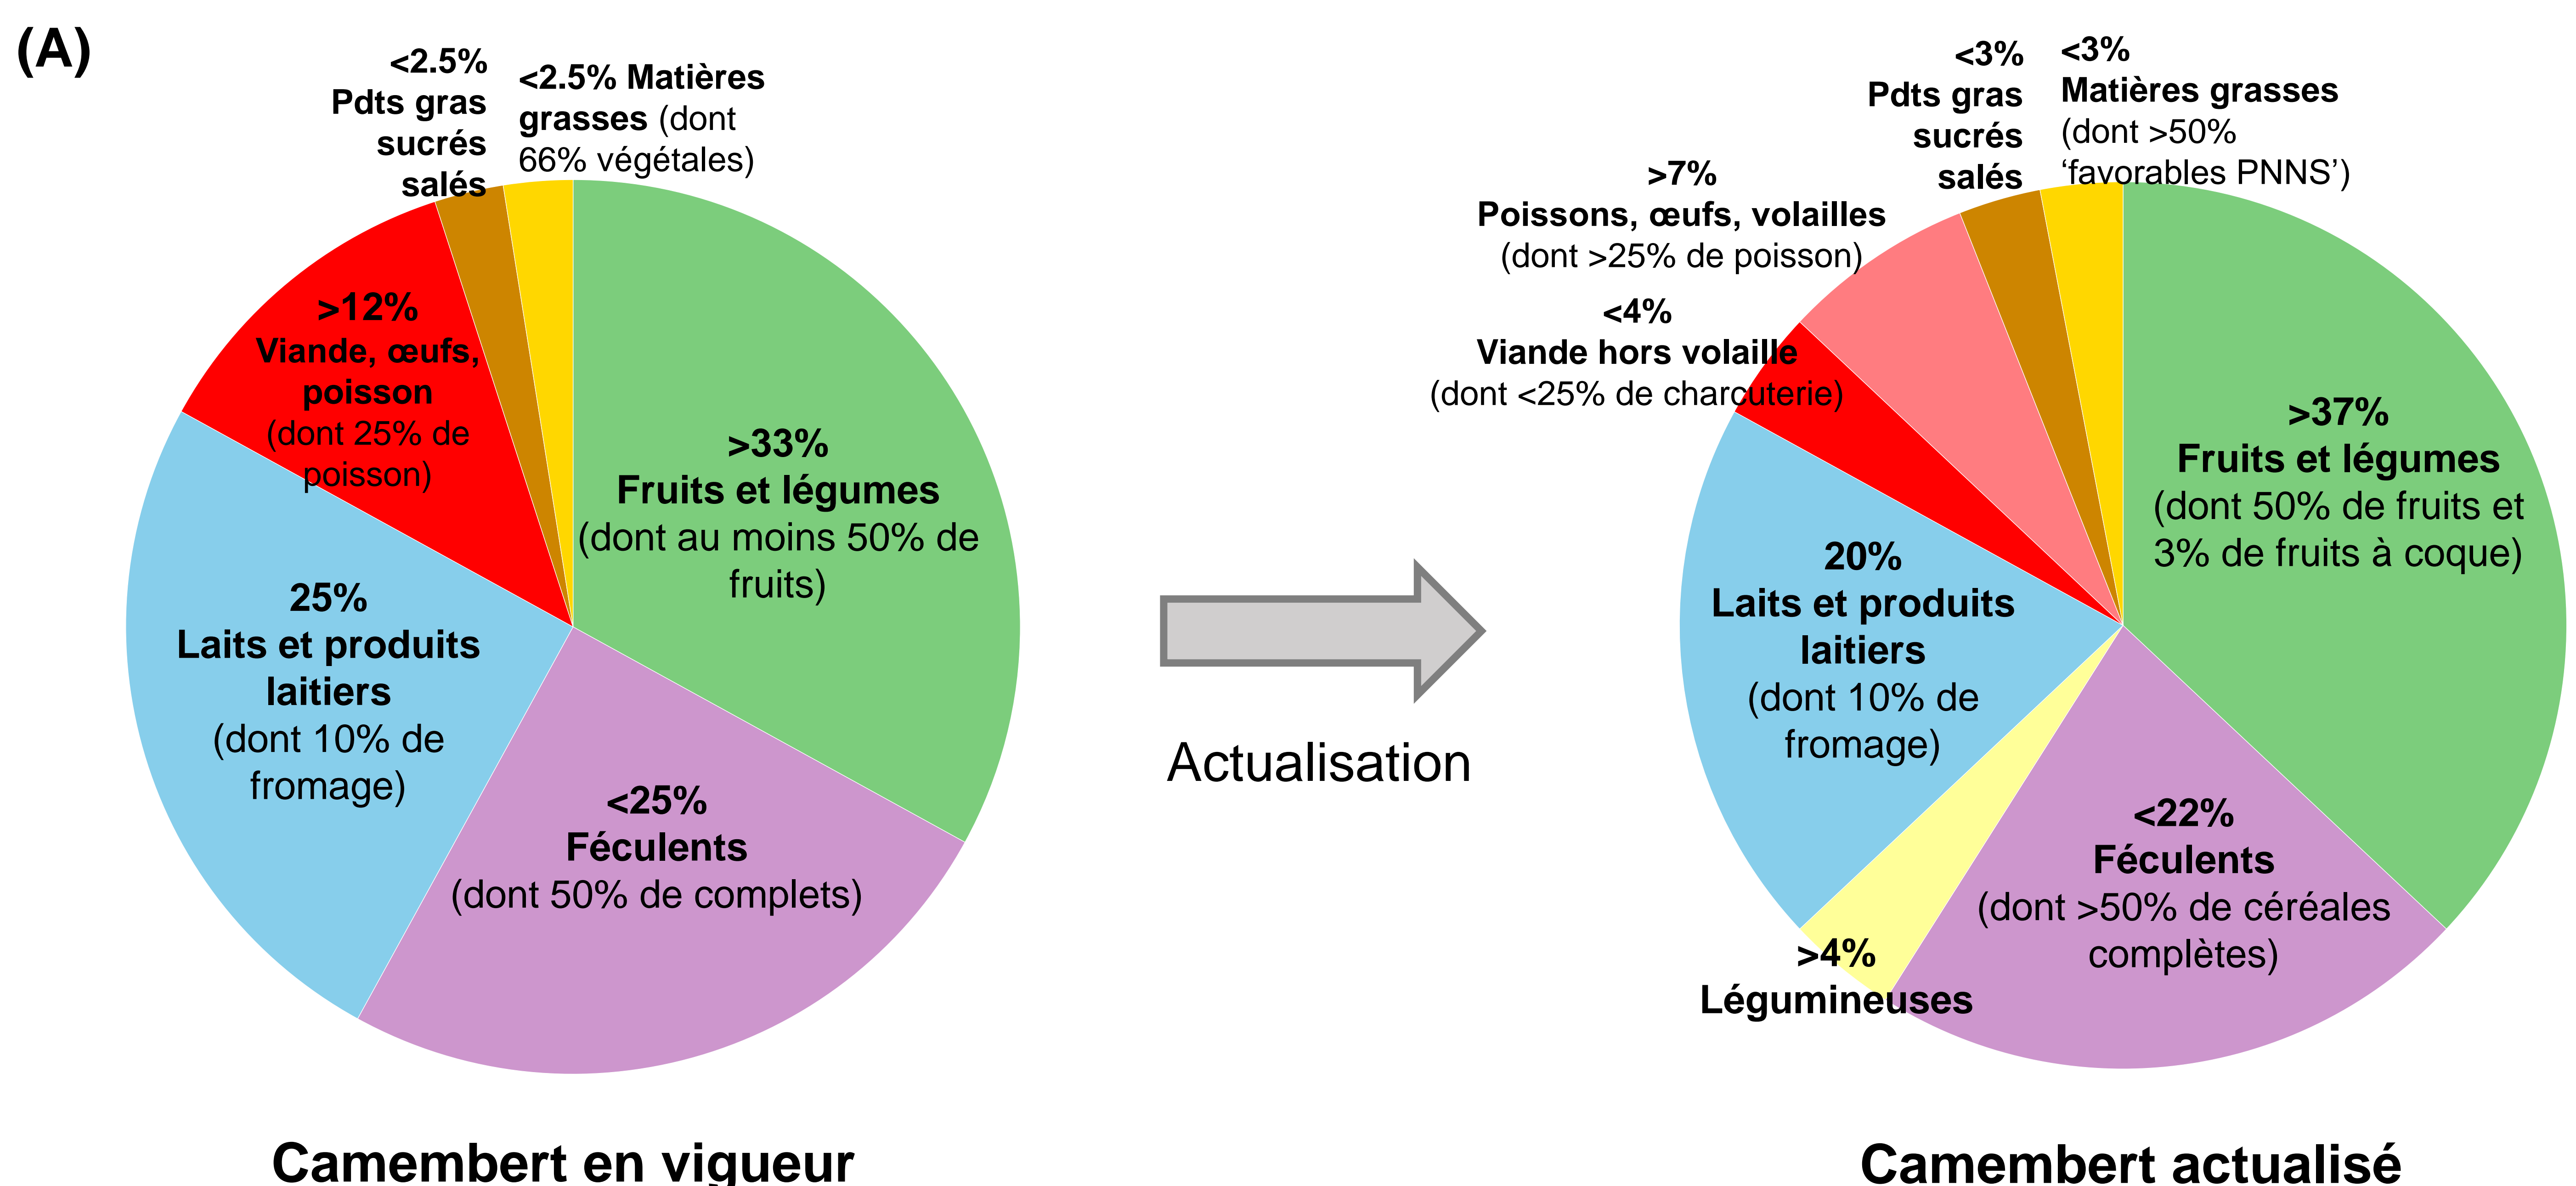 (A)
<2.5%
Pdts gras
sucrés
salés
<2.5% Matières
grasses (dont
66% végétales)
>12%
Viande, œufs,
poisson
(dont 25% de
poisson)
>33%
Fruits et légumes
(dont au moins 50% de
fruits)
25%
Laits et produits
laitiers
(dont 10% de
fromage)
<25%
Féculents
(dont 50% de complets)
Camembert en vigueur
Actualisation
<3%
Pdts gras
sucrés
salés
<3%
Matières grasses
(dont >50%
‘favorables PNNS’)
>7%
Poissons, œufs, volailles
(dont >25% de poisson)
<4%
Viande hors volaille
(dont <25% de charcuterie)
>37%
Fruits et légumes
(dont 50% de fruits et
3% de fruits à coque)
20%
Laits et produits
laitiers
(dont 10% de
fromage)
<22%
Féculents
(dont >50% de céréales
complètes)
>4%
Légumineuses
Camembert actualisé